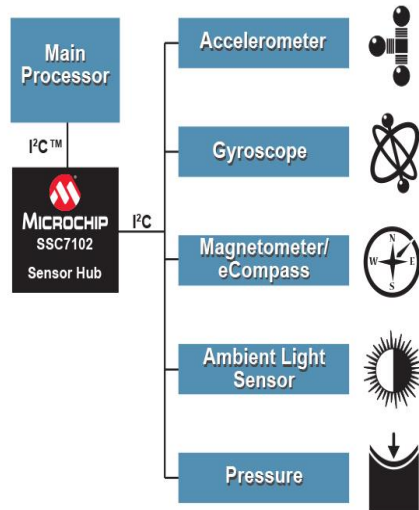 Main
Processor
I²C™
MICROCHIP
SSC7102
Sensor Hub
I²C
Accelerometer
Gyroscope
Magnetometer/
eCompass
N
W E
S
Ambient Light
Sensor
Pressure